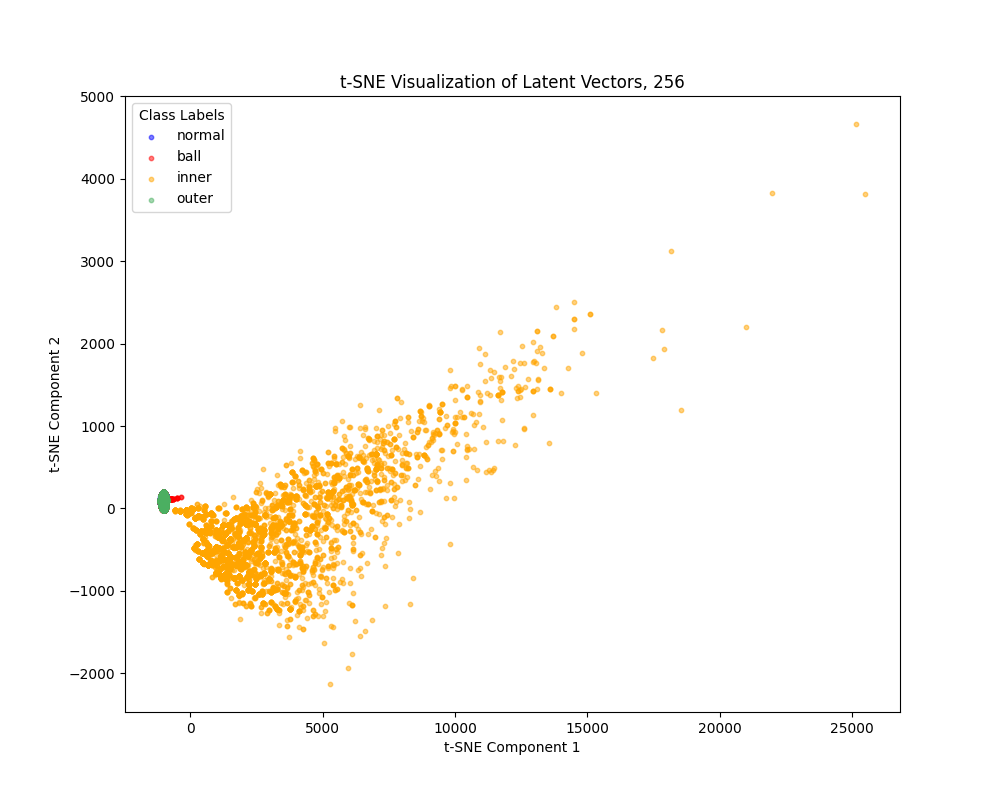 t-SNE Visualization of Latent Vectors, 256
Class Labels
normal
ball
inner
outer
5000
4000
3000
2000
1000
0
−1000
−2000
t-SNE Component 2
0
5000
10000
15000
20000
25000
t-SNE Component 1